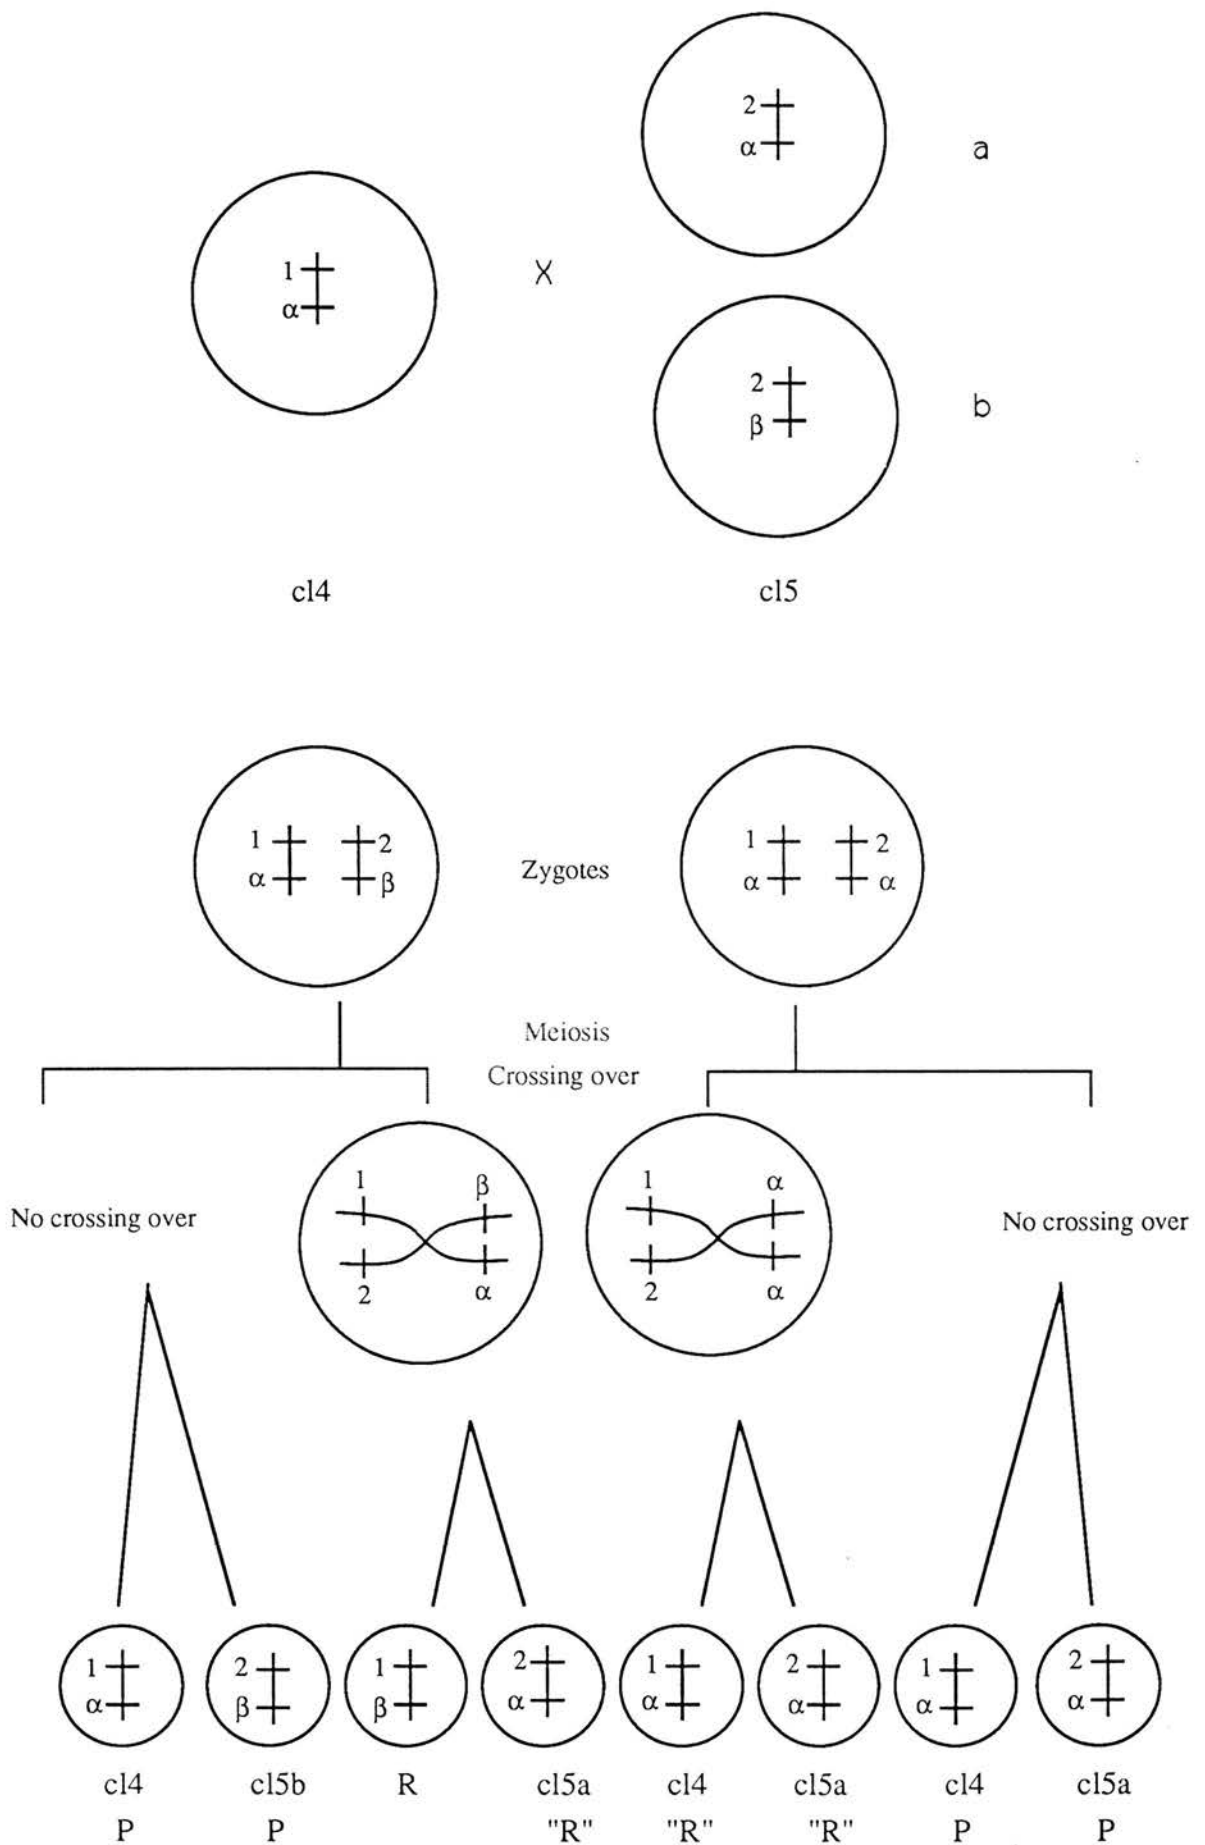 2
α
a
1
α
X
2
β
b
cl4 cl5
1 2
α β
Zygotes
1 2
α α
Meiosis
Crossing over
No crossing over
1 β
2 α
1 α
2 α
No crossing over
1 2 1 2 1 2 1 2
α β β α α α α α
cl4 cl5b R cl5a cl4 cl5a cl4 cl5a
P P "R" "R" "R" P P